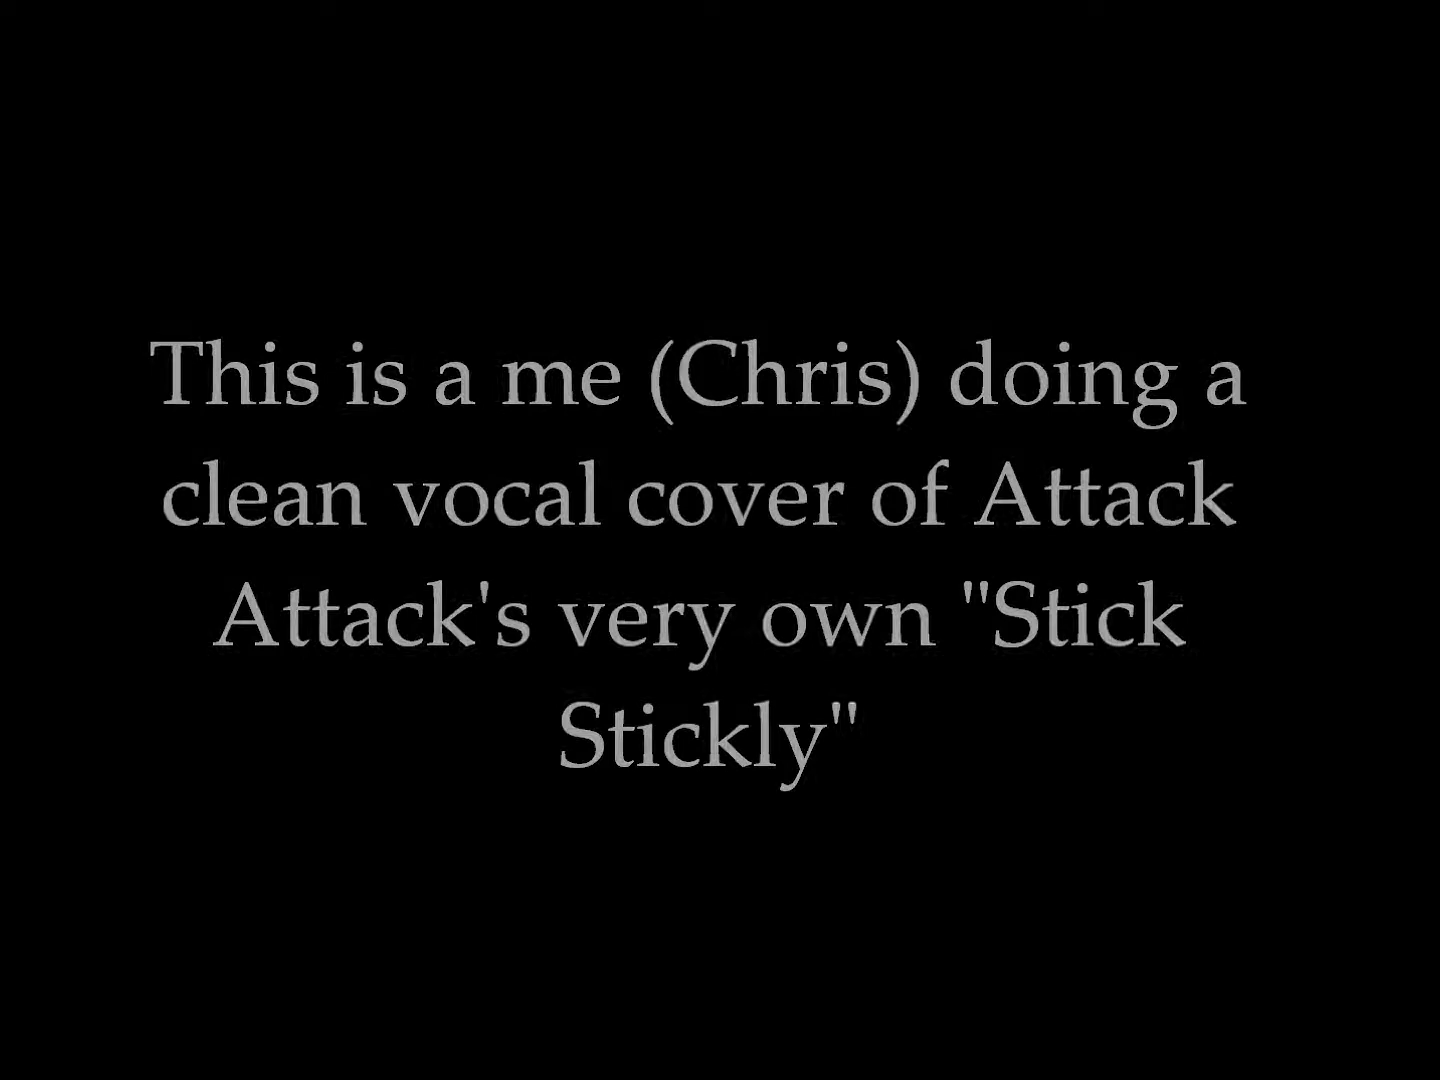 This is a me (Chris) doing a
clean vocal cover of Attack
Attack's very own "Stick
Stickly"